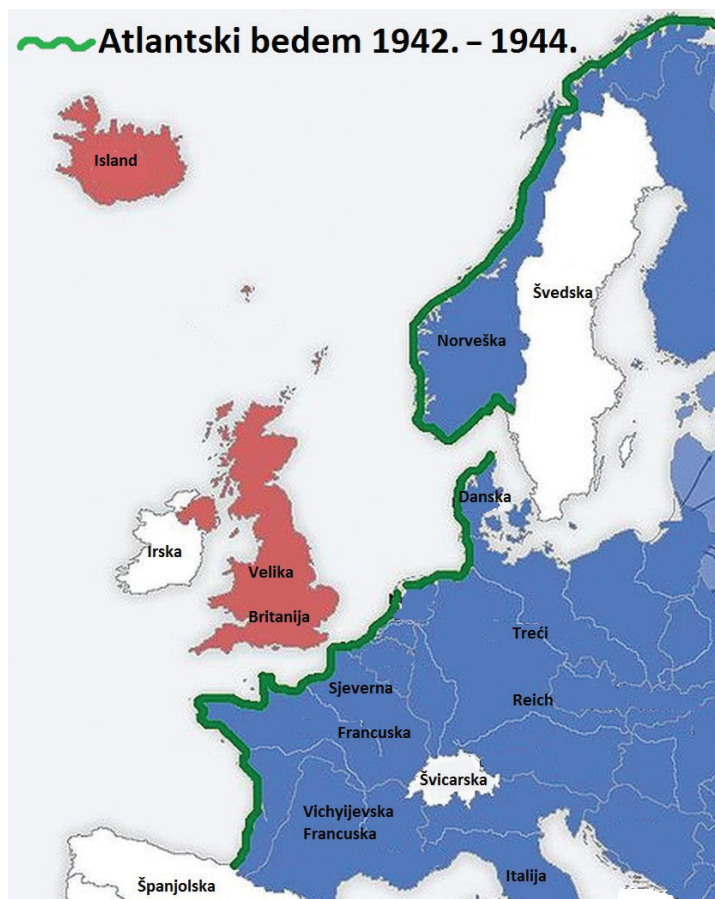 Atlantski bedem 1942. – 1944.
Island
Švedska
Norveška
Danska
Irska
Velika
Britanija
Treći
Reich
Sjeverna
Francuska
Švicarska
Vichyijevska
Francuska
Italija
Španjolska